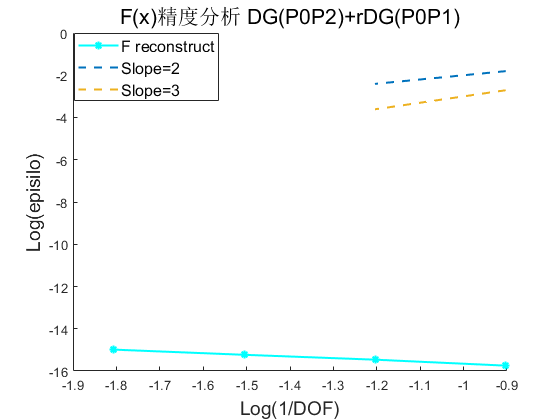 F(x)精度分析 DG(P0P2)+rDG(P0P1)
F reconstruct
Slope=2
Slope=3
Log(episilo)
0
-2
-4
-6
-8
-10
-12
-14
-16
-1.9 -1.8 -1.7 -1.6 -1.5 -1.4 -1.3 -1.2 -1.1 -1 -0.9
Log(1/DOF)